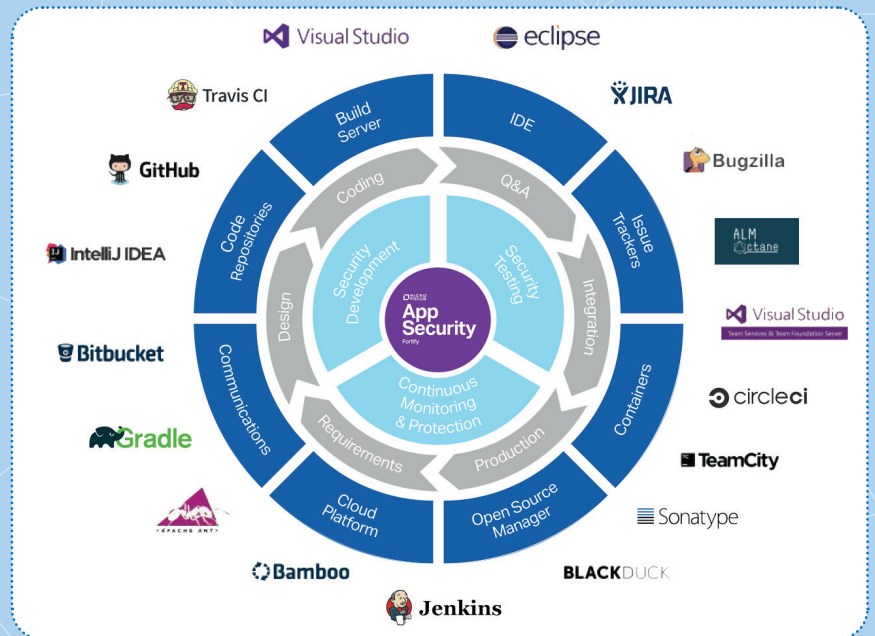 Visual Studio
eclipse
Travis CI
JIRA
GitHub
Bugzilla
IntelliJ IDEA
ALM
Octane
Bitbucket
Visual Studio
Team Services & Team Foundation Server
Gradle
circleci
APACHE ANT
TeamCity
Bamboo
Sonatype
Jenkins
BLACKDUCK
Build
Server
IDE
Issue
Trackers
Containers
Open Source
Manager
Cloud
Platform
Communications
Code
Repositories
Coding
Q&A
Integration
Production
Requirements
Design
Security
Development
Security
Testing
Continuous
Monitoring
& Protection
MICRO
FOCUS
App
Security
Fortify